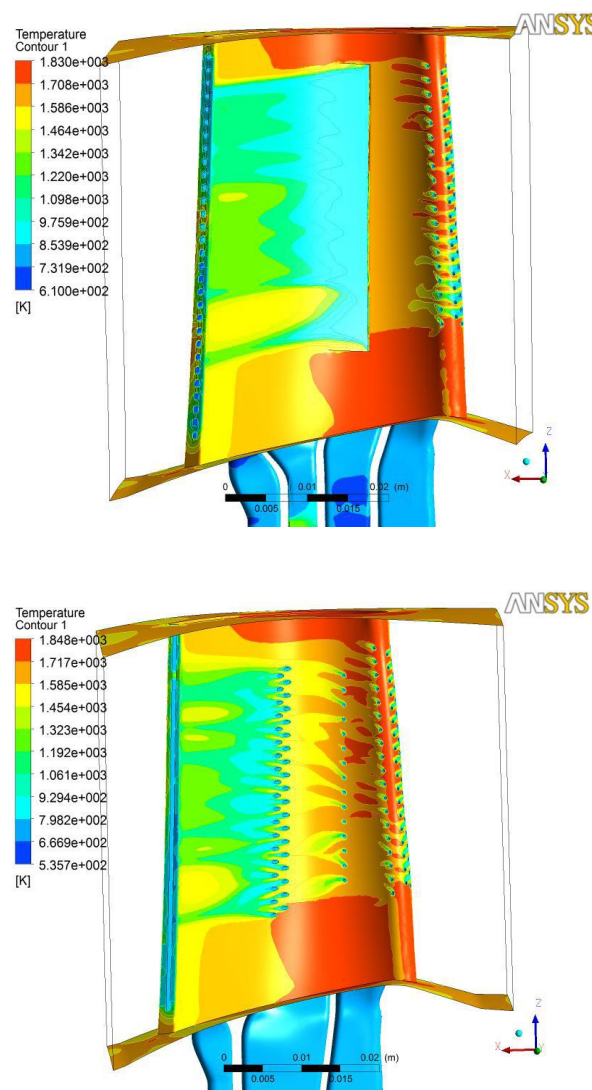 ANSYS
Temperature
Contour 1
1.830e+003
1.708e+003
1.586e+003
1.464e+003
1.342e+003
1.220e+003
1.098e+003
9.759e+002
8.539e+002
7.319e+002
6.100e+002
[K]
Z
X
0 0.01 0.02 (m)
0.005 0.015
ANSYS
Temperature
Contour 1
1.848e+003
1.717e+003
1.585e+003
1.454e+003
1.323e+003
1.192e+003
1.061e+003
9.294e+002
7.982e+002
6.669e+002
5.357e+002
[K]
Z
X Y
0 0.01 0.02 (m)
0.005 0.015